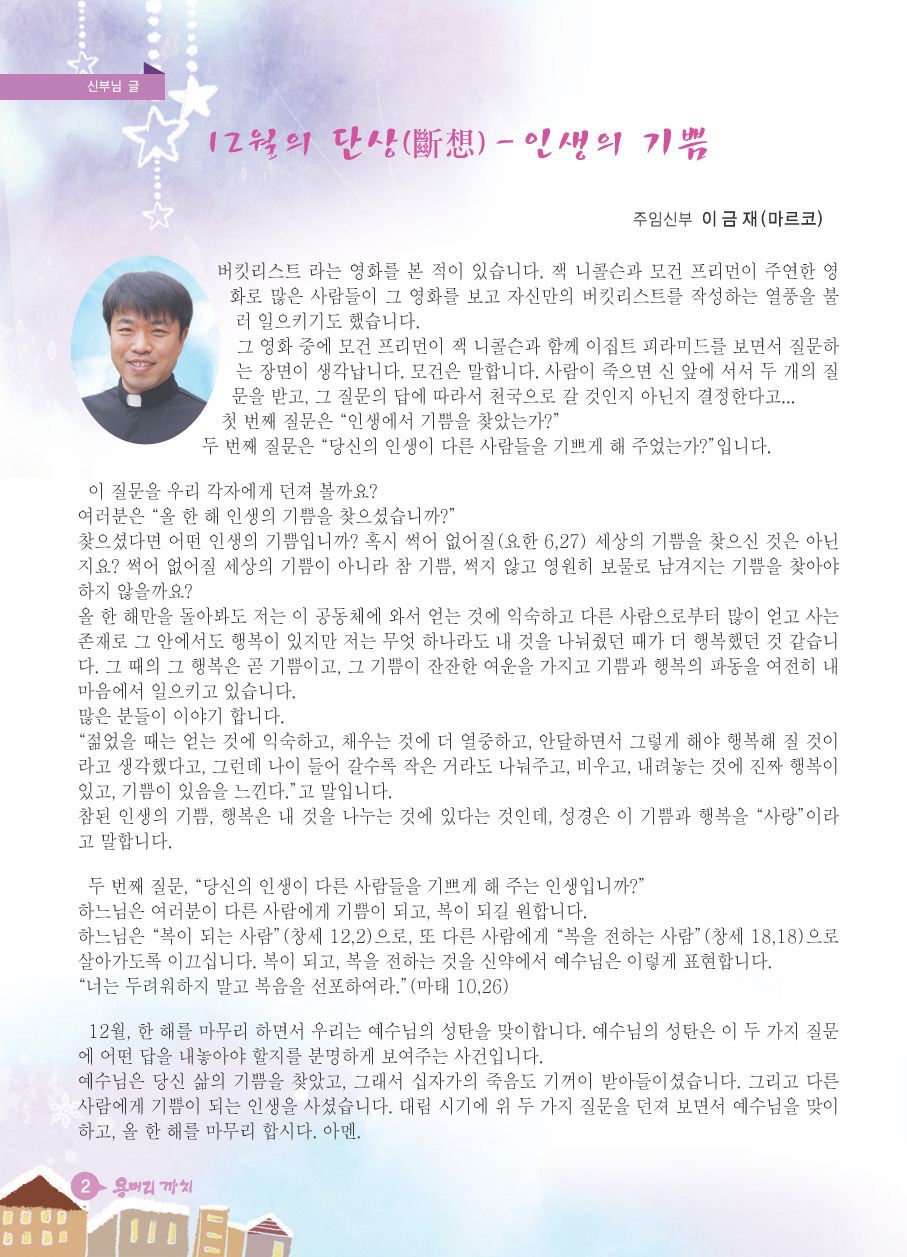 신부님 글
12월의 단상(斷想) - 인생의 기쁨
주임신부 이 금 재(마르코)
버킷리스트 라는 영화를 본 적이 있습니다. 잭 니콜슨과 모건 프리먼이 주연한 영
화로 많은 사람들이 그 영화를 보고 자신만의 버킷리스트를 작성하는 열풍을 불
러 일으키기도 했습니다.
그 영화 중에 모건 프리먼이 잭 니콜슨과 함께 이집트 피라미드를 보면서 질문하
는 장면이 생각납니다. 모건은 말합니다. 사람이 죽으면 신 앞에 서서 두 개의 질
문을 받고, 그 질문의 답에 따라서 천국으로 갈 것인지 아닌지 결정한다고...
첫 번째 질문은 “인생에서 기쁨을 찾았는가?”
두 번째 질문은 “당신의 인생이 다른 사람들을 기쁘게 해 주었는가?”입니다.
이 질문을 우리 각자에게 던져 볼까요?
여러분은 “올 한 해 인생의 기쁨을 찾으셨습니까?”
찾으셨다면 어떤 인생의 기쁨입니까? 혹시 썩어 없어질(요한 6,27) 세상의 기쁨을 찾으신 것은 아닌
지요? 썩어 없어질 세상의 기쁨이 아니라 참 기쁨, 썩지 않고 영원히 보물로 남겨지는 기쁨을 찾아야
하지 않을까요?
올 한 해만을 돌아봐도 저는 이 공동체에 와서 얻는 것에 익숙하고 다른 사람으로부터 많이 얻고 사는
존재로 그 안에서도 행복이 있지만 저는 무엇 하나라도 내 것을 나눠줬던 때가 더 행복했던 것 같습니
다. 그 때의 그 행복은 곧 기쁨이고, 그 기쁨이 잔잔한 여운을 가지고 기쁨과 행복의 파동을 여전히 내
마음에서 일으키고 있습니다.
많은 분들이 이야기 합니다.
“젊었을 때는 얻는 것에 익숙하고, 채우는 것에 더 열중하고, 안달하면서 그렇게 해야 행복해 질 것이
라고 생각했다고, 그런데 나이 들어 갈수록 작은 거라도 나눠주고, 비우고, 내려놓는 것에 진짜 행복이
있고, 기쁨이 있음을 느낀다.”고 말입니다.
참된 인생의 기쁨, 행복은 내 것을 나누는 것에 있다는 것인데, 성경은 이 기쁨과 행복을 “사랑”이라
고 말합니다.
두 번째 질문, “당신의 인생이 다른 사람들을 기쁘게 해 주는 인생입니까?”
하느님은 여러분이 다른 사람에게 기쁨이 되고, 복이 되길 원합니다.
하느님은 “복이 되는 사람”(창세 12,2)으로, 또 다른 사람에게 “복을 전하는 사람”(창세 18,18)으로
살아가도록 이끄십니다. 복이 되고, 복을 전하는 것을 신약에서 예수님은 이렇게 표현합니다.
“너는 두려워하지 말고 복음을 선포하여라.”(마태 10,26)
12월, 한 해를 마무리 하면서 우리는 예수님의 성탄을 맞이합니다. 예수님의 성탄은 이 두 가지 질문
에 어떤 답을 내놓아야 할지를 분명하게 보여주는 사건입니다.
예수님은 당신 삶의 기쁨을 찾았고, 그래서 십자가의 죽음도 기꺼이 받아들이셨습니다. 그리고 다른
사람에게 기쁨이 되는 인생을 사셨습니다. 대림 시기에 위 두 가지 질문을 던져 보면서 예수님을 맞이
하고, 올 한 해를 마무리 합시다. 아멘.
2 용머리 까치